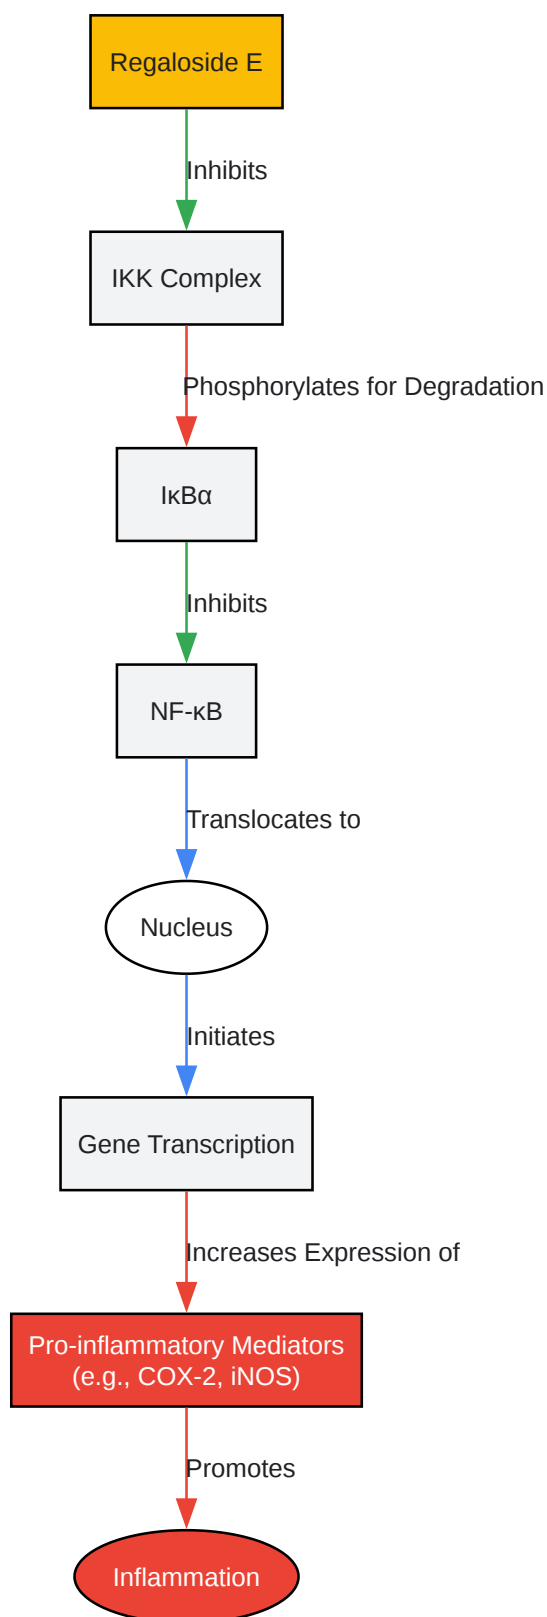 Regaloside E
Inhibits
IKK Complex
Phosphorylates for Degradation
IκBα
Inhibits
NF-κB
Translocates to
Nucleus
Initiates
Gene Transcription
Increases Expression of
Pro-inflammatory Mediators
(e.g., COX-2, iNOS)
Promotes
Inflammation